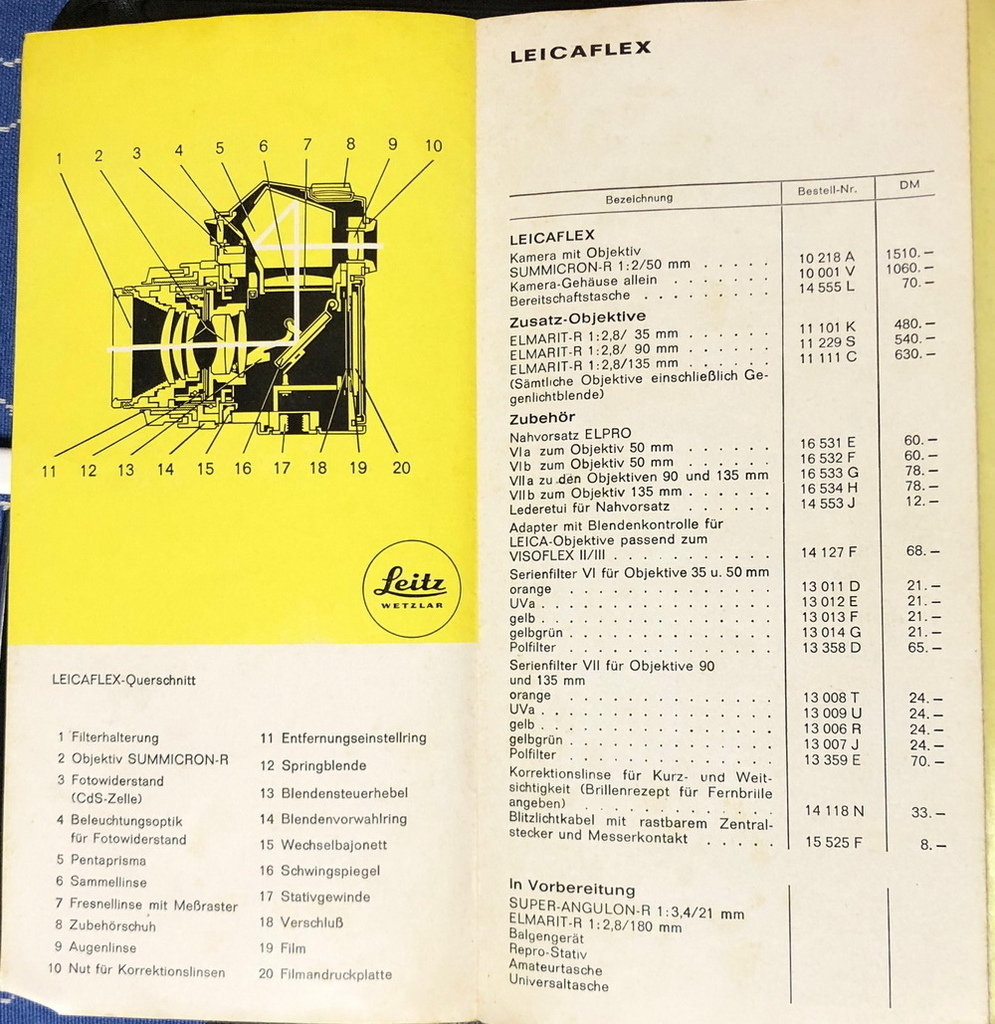 1 2 3 4 5 6 7 8 9 10
11 12 13 14 15 16 17 18 19 20
Leitz
WETZLAR
LEICAFLEX-Querschnitt
1 Filterhalterung
2 Objektiv SUMMICRON-R
3 Fotowiderstand
(CdS-Zelle)
4 Beleuchtungsoptik
für Fotowiderstand
5 Pentaprisma
6 Sammellinse
7 Fresnellinse mit Meßraster
8 Zubehörschuh
9 Augenlinse
10 Nut für Korrektionslinsen
11 Entfernungseinstellring
12 Springblende
13 Blendensteuerhebel
14 Blendenvorwahlring
15 Wechselbajonett
16 Schwingspiegel
17 Stativgewinde
18 Verschluß
19 Film
20 Filmandruckplatte
LEICAFLEX
Bezeichnung Bestell-Nr. DM
LEICAFLEX
Kamera mit Objektiv
SUMMICRON-R 1:2/50 mm . . . . . 10 218 A 1510.–
Kamera-Gehäuse allein . . . . . . . 10 001 V 1060.–
Bereitschaftstasche . . . . . . . . . 14 555 L 70.–
Zusatz-Objektive
ELMARIT-R 1:2,8/ 35 mm . . . . . . 11 101 K 480.–
ELMARIT-R 1:2,8/ 90 mm . . . . . . 11 229 S 540.–
ELMARIT-R 1:2,8/135 mm . . . . . . 11 111 C 630.–
(Sämtliche Objektive einschließlich Ge-
genlichtblende)
Zubehör
Nahvorsatz ELPRO
VIa zum Objektiv 50 mm . . . . . . 16 531 E 60.–
VIb zum Objektiv 50 mm . . . . . . 16 532 F 60.–
VIIa zu den Objektiven 90 und 135 mm 16 533 G 78.–
VIIb zum Objektiv 135 mm . . . . . . 16 534 H 78.–
Lederetui für Nahvorsatz . . . . . . 14 553 J 12.–
Adapter mit Blendenkontrolle für
LEICA-Objektive passend zum
VISOFLEX II/III . . . . . . . . . . . 14 127 F 68.–
Serienfilter VI für Objektive 35 u. 50 mm
orange . . . . . . . . . . . . . . 13 011 D 21.–
UVa . . . . . . . . . . . . . . . . 13 012 E 21.–
gelb . . . . . . . . . . . . . . . . 13 013 F 21.–
gelbgrün . . . . . . . . . . . . . . 13 014 G 21.–
Polfilter . . . . . . . . . . . . . . 13 358 D 65.–
Serienfilter VII für Objektive 90
und 135 mm
orange . . . . . . . . . . . . . . 13 008 T 24.–
UVa . . . . . . . . . . . . . . . . 13 009 U 24.–
gelb . . . . . . . . . . . . . . . . 13 006 R 24.–
gelbgrün . . . . . . . . . . . . . . 13 007 J 24.–
Polfilter . . . . . . . . . . . . . . 13 359 E 70.–
Korrektionslinse für Kurz- und Weit-
sichtigkeit (Brillenrezept für Fernbrille
angeben) . . . . . . . . . . . . . 14 118 N 33.–
Blitzlichtkabel mit rastbarem Zentral-
stecker und Messerkontakt . . . . . 15 525 F 8.–
In Vorbereitung
SUPER-ANGULON-R 1:3,4/21 mm
ELMARIT-R 1:2,8/180 mm
Balgengerät
Repro-Stativ
Amateurtasche
Universaltasche